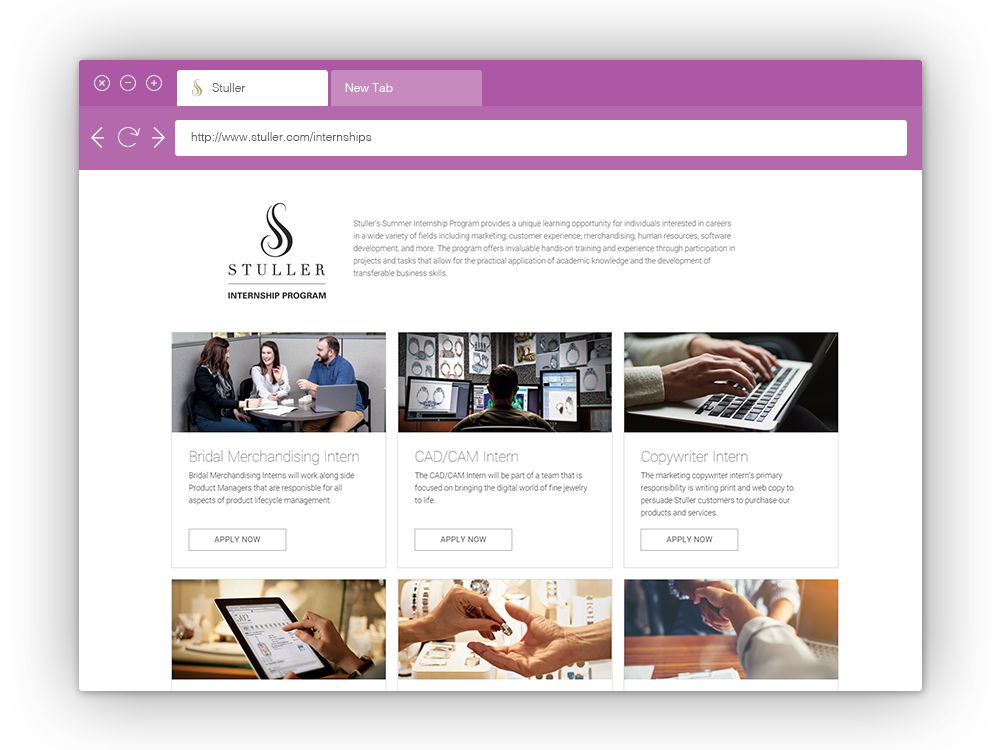 Stuller
New Tab
http://www.stuller.com/internships
STULLER
INTERNSHIP PROGRAM
Stuller's Summer Internship Program provides a unique learning opportunity for individuals interested in careers
in a wide variety of fields including marketing, customer experience, merchandising, human resources, software
development, and more. The program offers invaluable hands-on training and experience through participation in
projects and tasks that allow for the practical application of academic knowledge and the development of
transferable business skills.
Bridal Merchandising Intern
Bridal Merchandising Interns will work along side
Product Managers that are responisble for all
aspects of product lifecycle management.
APPLY NOW
CAD/CAM Intern
The CAD/CAM Intern will be part of a team that is
focused on bringing the digital world of fine jewelry
to life.
APPLY NOW
Copywriter Intern
The marketing copywriter intern's primary
responsibility is writing print and web copy to
persuade Stuller customers to purchase our
products and services.
APPLY NOW